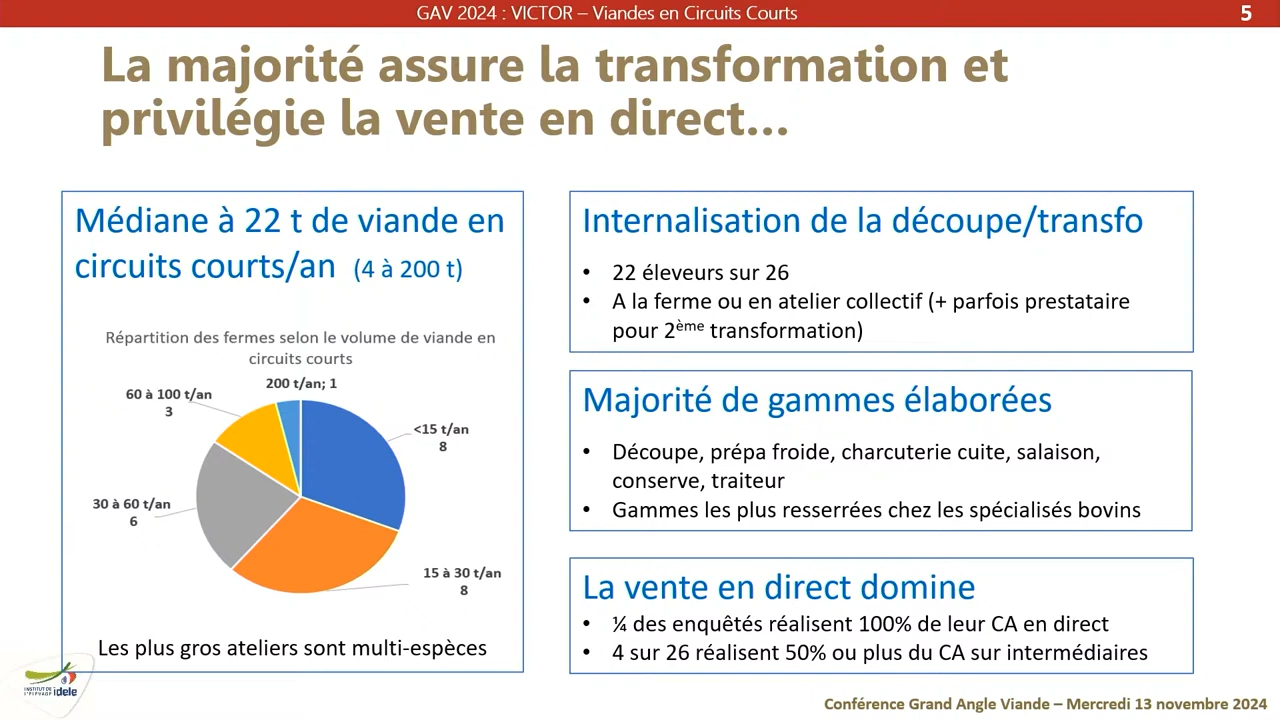 GAV 2024 : VICTOR – Viandes en Circuits Courts
5
La majorité assure la transformation et
privilégie la vente en direct…
Médiane à 22 t de viande en
circuits courts/an (4 à 200 t)
Répartition des fermes selon le volume de viande en
circuits courts
200 t/an; 1
60 à 100 t/an
3
<15 t/an
8
30 à 60 t/an
6
15 à 30 t/an
8
Les plus gros ateliers sont multi-espèces
Internalisation de la découpe/transfo
• 22 éleveurs sur 26
• A la ferme ou en atelier collectif (+ parfois prestataire
pour 2ème transformation)
Majorité de gammes élaborées
• Découpe, prépa froide, charcuterie cuite, salaison,
conserve, traiteur
• Gammes les plus resserrées chez les spécialisés bovins
La vente en direct domine
• ¼ des enquêtés réalisent 100% de leur CA en direct
• 4 sur 26 réalisent 50% ou plus du CA sur intermédiaires
INSTITUT DE
L'ELEVAGE idele
Conférence Grand Angle Viande – Mercredi 13 novembre 2024